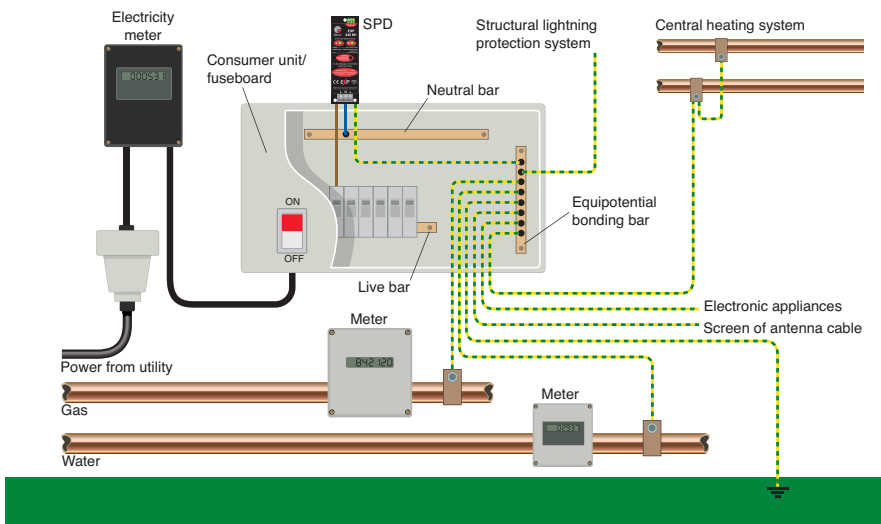 Electricity
meter
00053
Consumer unit/
fuseboard
SPD
Structural lightning
protection system
Central heating system
Neutral bar
ON
OFF
Equipotential
bonding bar
Live bar
Electronic appliances
Screen of antenna cable
Power from utility
Meter
842120
Gas
Meter
Water